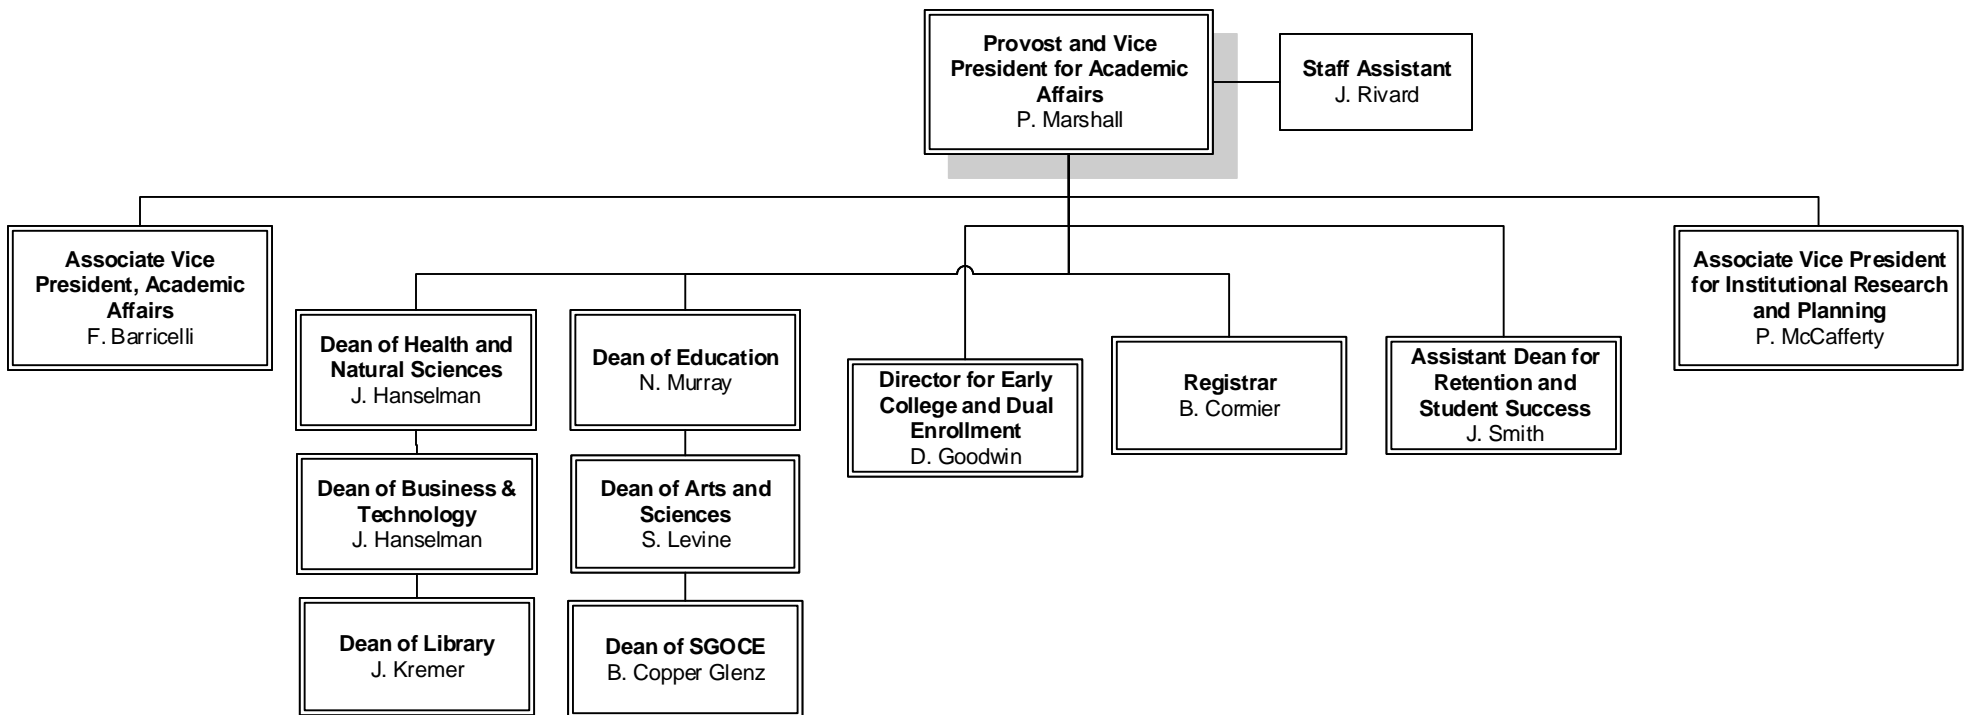 Provost and Vice
President for Academic
Affairs
P. Marshall
Staff Assistant
J. Rivard
Associate Vice
President, Academic
Affairs
F. Barricelli
Dean of Health and
Natural Sciences
J. Hanselman
Dean of Business &
Technology
J. Hanselman
Dean of Library
J. Kremer
Dean of Education
N. Murray
Dean of Arts and
Sciences
S. Levine
Dean of SGOCE
B. Copper Glenz
Director for Early
College and Dual
Enrollment
D. Goodwin
Registrar
B. Cormier
Assistant Dean for
Retention and
Student Success
J. Smith
Associate Vice President
for Institutional Research
and Planning
P. McCafferty